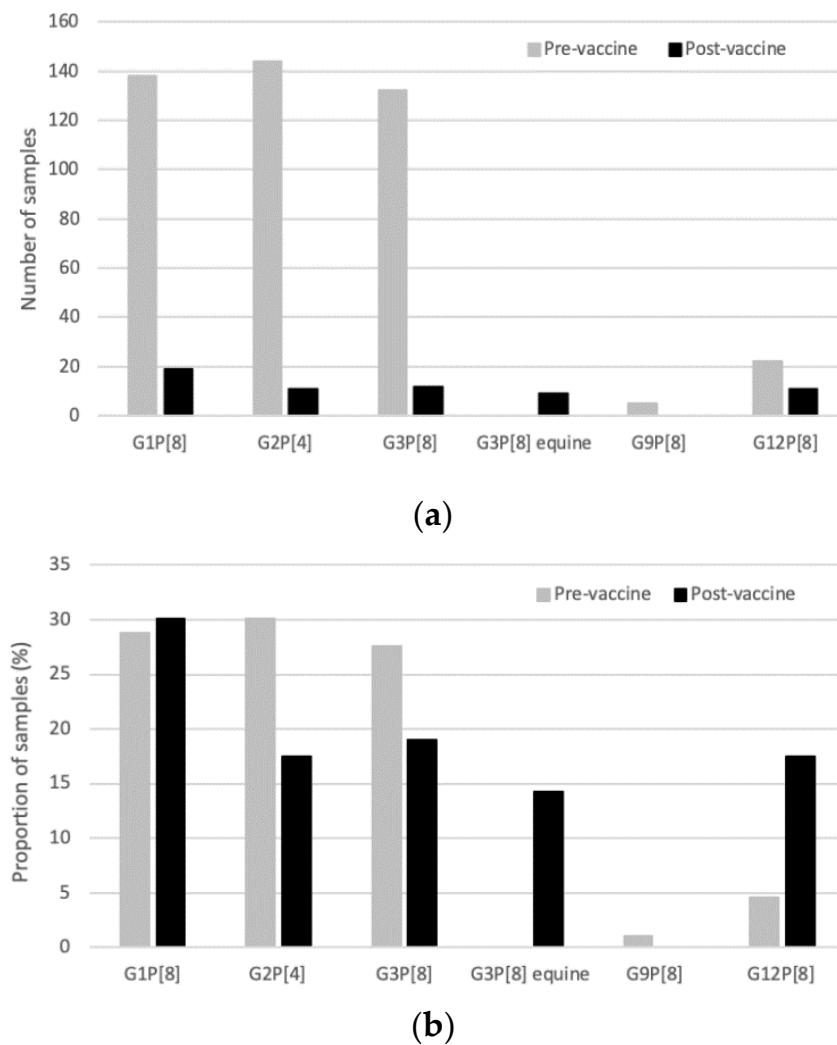 160
Pre-vaccine Post-vaccine
140
120
100
80
60
40
20
0
Number of samples
G1P[8] G2P[4] G3P[8] G3P[8] equine G9P[8] G12P[8]
(a)
35
Pre-vaccine Post-vaccine
30
25
20
15
10
5
0
Proportion of samples (%)
G1P[8] G2P[4] G3P[8] G3P[8] equine G9P[8] G12P[8]
(b)